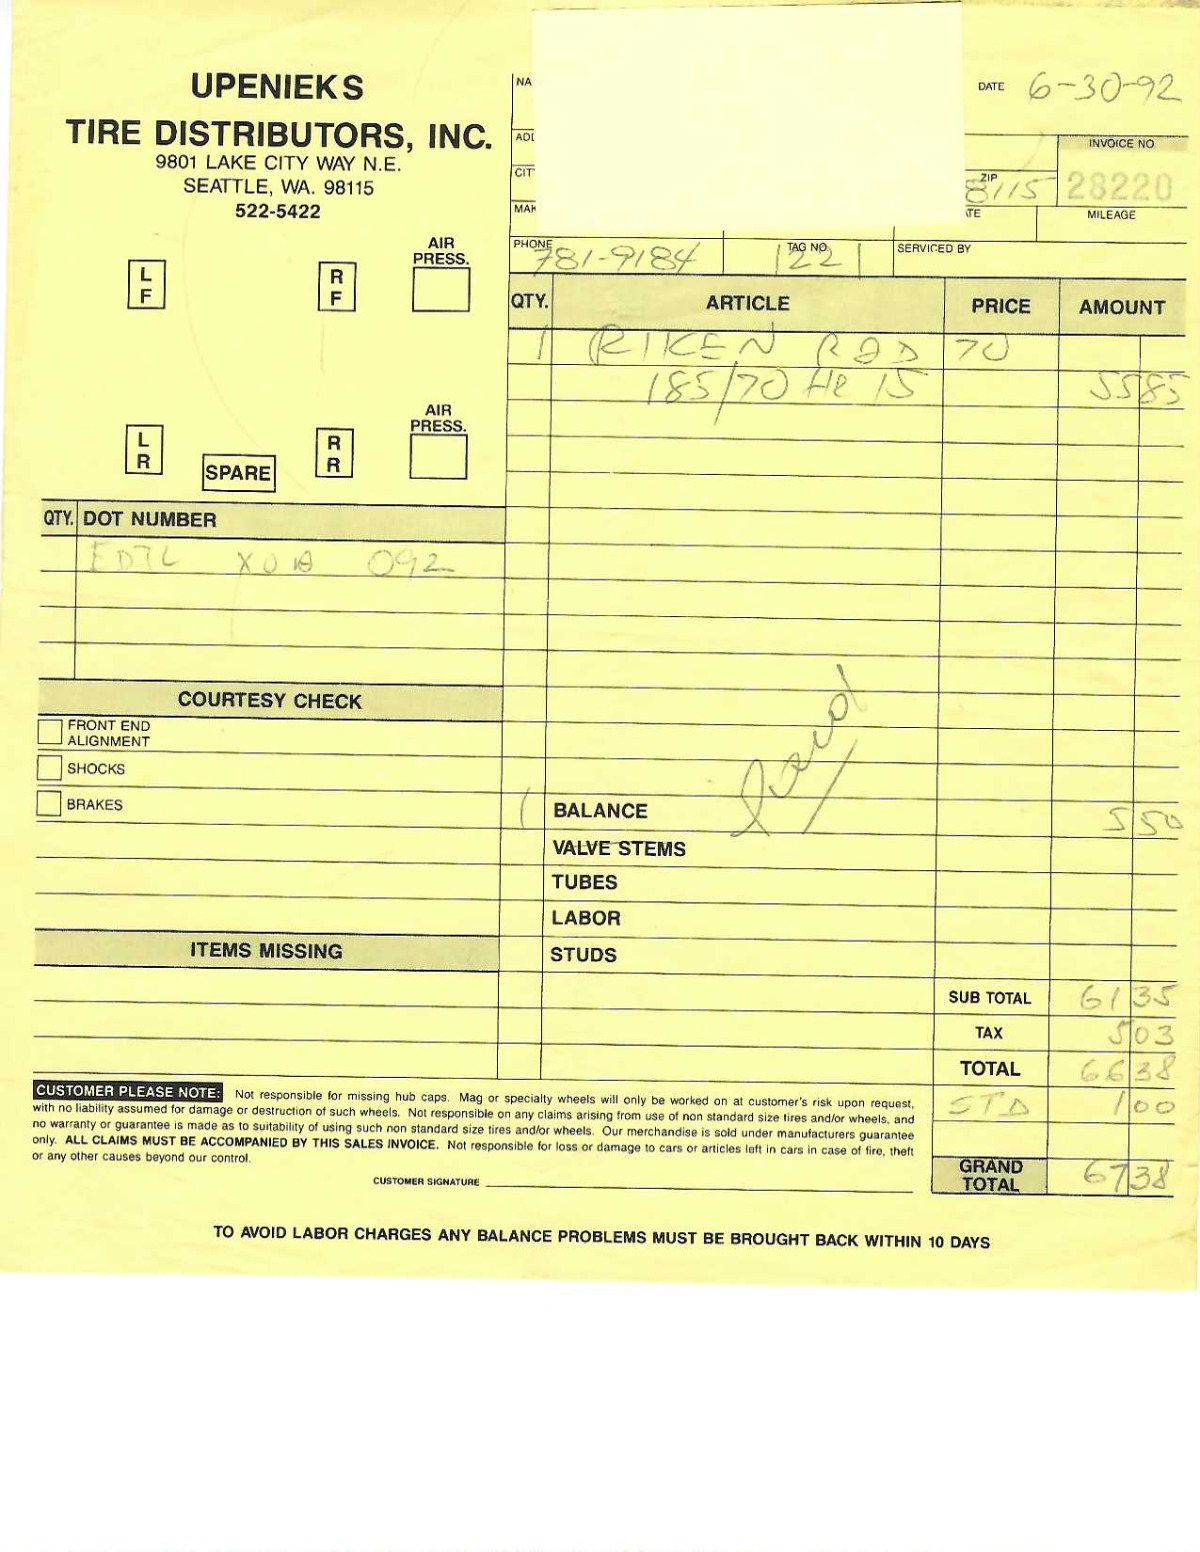 UPENIEKS
TIRE DISTRIBUTORS, INC.
9801 LAKE CITY WAY N.E.
SEATTLE, WA. 98115
522-5422
NA
DATE 6-30-92
ADD
INVOICE NO
CIT
ZIP
8115 28220
MAK
MILEAGE
PHONE 781-9184
TAG NO. 122
SERVICED BY
L
F
R
F
AIR
PRESS.
L
R
SPARE
R
R
AIR
PRESS.
QTY. ARTICLE PRICE AMOUNT
1 RIKEN RAD 70
185/70 HR 15 55 85
QTY. DOT NUMBER
092
COURTESY CHECK
FRONT END
ALIGNMENT
SHOCKS
BRAKES
1 BALANCE 5 50
VALVE STEMS
TUBES
LABOR
STUDS
ITEMS MISSING
SUB TOTAL 61 35
TAX 5 03
TOTAL 66 38
STD 1 00
GRAND
TOTAL 67 38
CUSTOMER PLEASE NOTE: Not responsible for missing hub caps. Mag or specialty wheels will only be worked on at customer's risk upon request,
with no liability assumed for damage or destruction of such wheels. Not responsible on any claims arising from use of non standard size tires and/or wheels, and
no warranty or guarantee is made as to suitability of using such non standard size tires and/or wheels. Our merchandise is sold under manufacturers guarantee
only. ALL CLAIMS MUST BE ACCOMPANIED BY THIS SALES INVOICE. Not responsible for loss or damage to cars or articles left in cars in case of fire, theft
or any other causes beyond our control.
CUSTOMER SIGNATURE
TO AVOID LABOR CHARGES ANY BALANCE PROBLEMS MUST BE BROUGHT BACK WITHIN 10 DAYS